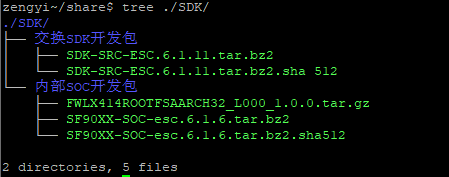 zengyi~/share$ tree ./SDK/
./SDK/
├── 交换SDK开发包
│   ├── SDK-SRC-ESC.6.1.11.tar.bz2
│   └── SDK-SRC-ESC.6.1.11.tar.bz2.sha 512
└── 内部SOC开发包
    ├── FWLX414ROOTFSAARCH32_L000_1.0.0.tar.gz
    ├── SF90XX-SOC-esc.6.1.6.tar.bz2
    └── SF90XX-SOC-esc.6.1.6.tar.bz2.sha512
2 directories, 5 files